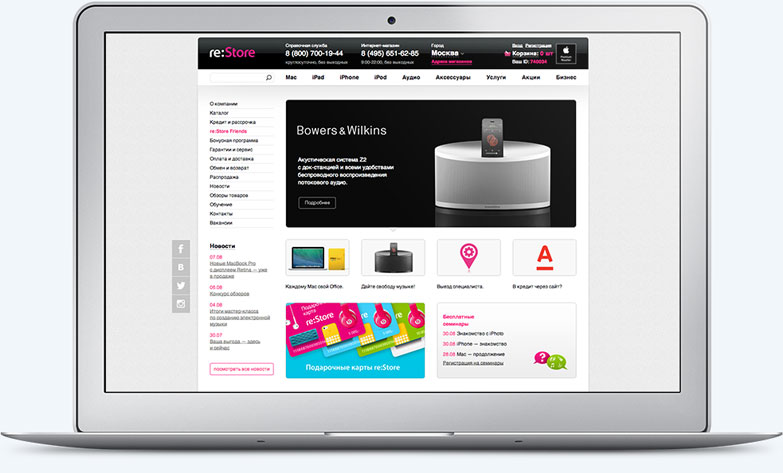 re:Store
Справочная служба
8 (800) 700-19-44
круглосуточно, без выходных
Интернет-магазин
8 (495) 651-62-85
9:00-22:00, без выходных
Город
Москва
Адреса магазинов
Вход Регистрация
Корзина: 0 шт
Ваш ID: 740024
Mac iPad iPhone iPod Аудио Аксессуары Услуги Акции Бизнес
О компании
Каталог
Кредит и рассрочка
re:Store Friends
Бонусная программа
Гарантии и сервис
Оплата и доставка
Обмен и возврат
Распродажа
Новости
Обзоры товаров
Обучение
Контакты
Вакансии
Bowers & Wilkins
Акустическая система Z2
с док-станцией и всеми удобствами
беспроводного воспроизведения
потокового аудио.
Подробнее
Каждому Mac свой Office.
Дайте свободу музыке!
Выезд специалиста.
В кредит через сайт?
Новости
07.08
Новые MacBook Pro
с дисплеем Retina — уже
в продаже
05.08
Конкурс обзоров
04.08
Итоги мастер-класса
по созданию электронной
музыки
30.07
Ваша выгода — здесь
и сейчас
посмотреть все новости
Подарочная
карта
re:Store
Подарочные карты re:Store
Бесплатные
семинары
30.08 Знакомство с iPhoto
30.08 iPhone — знакомство
28.08 Mac — продолжение
Регистрация на семинары